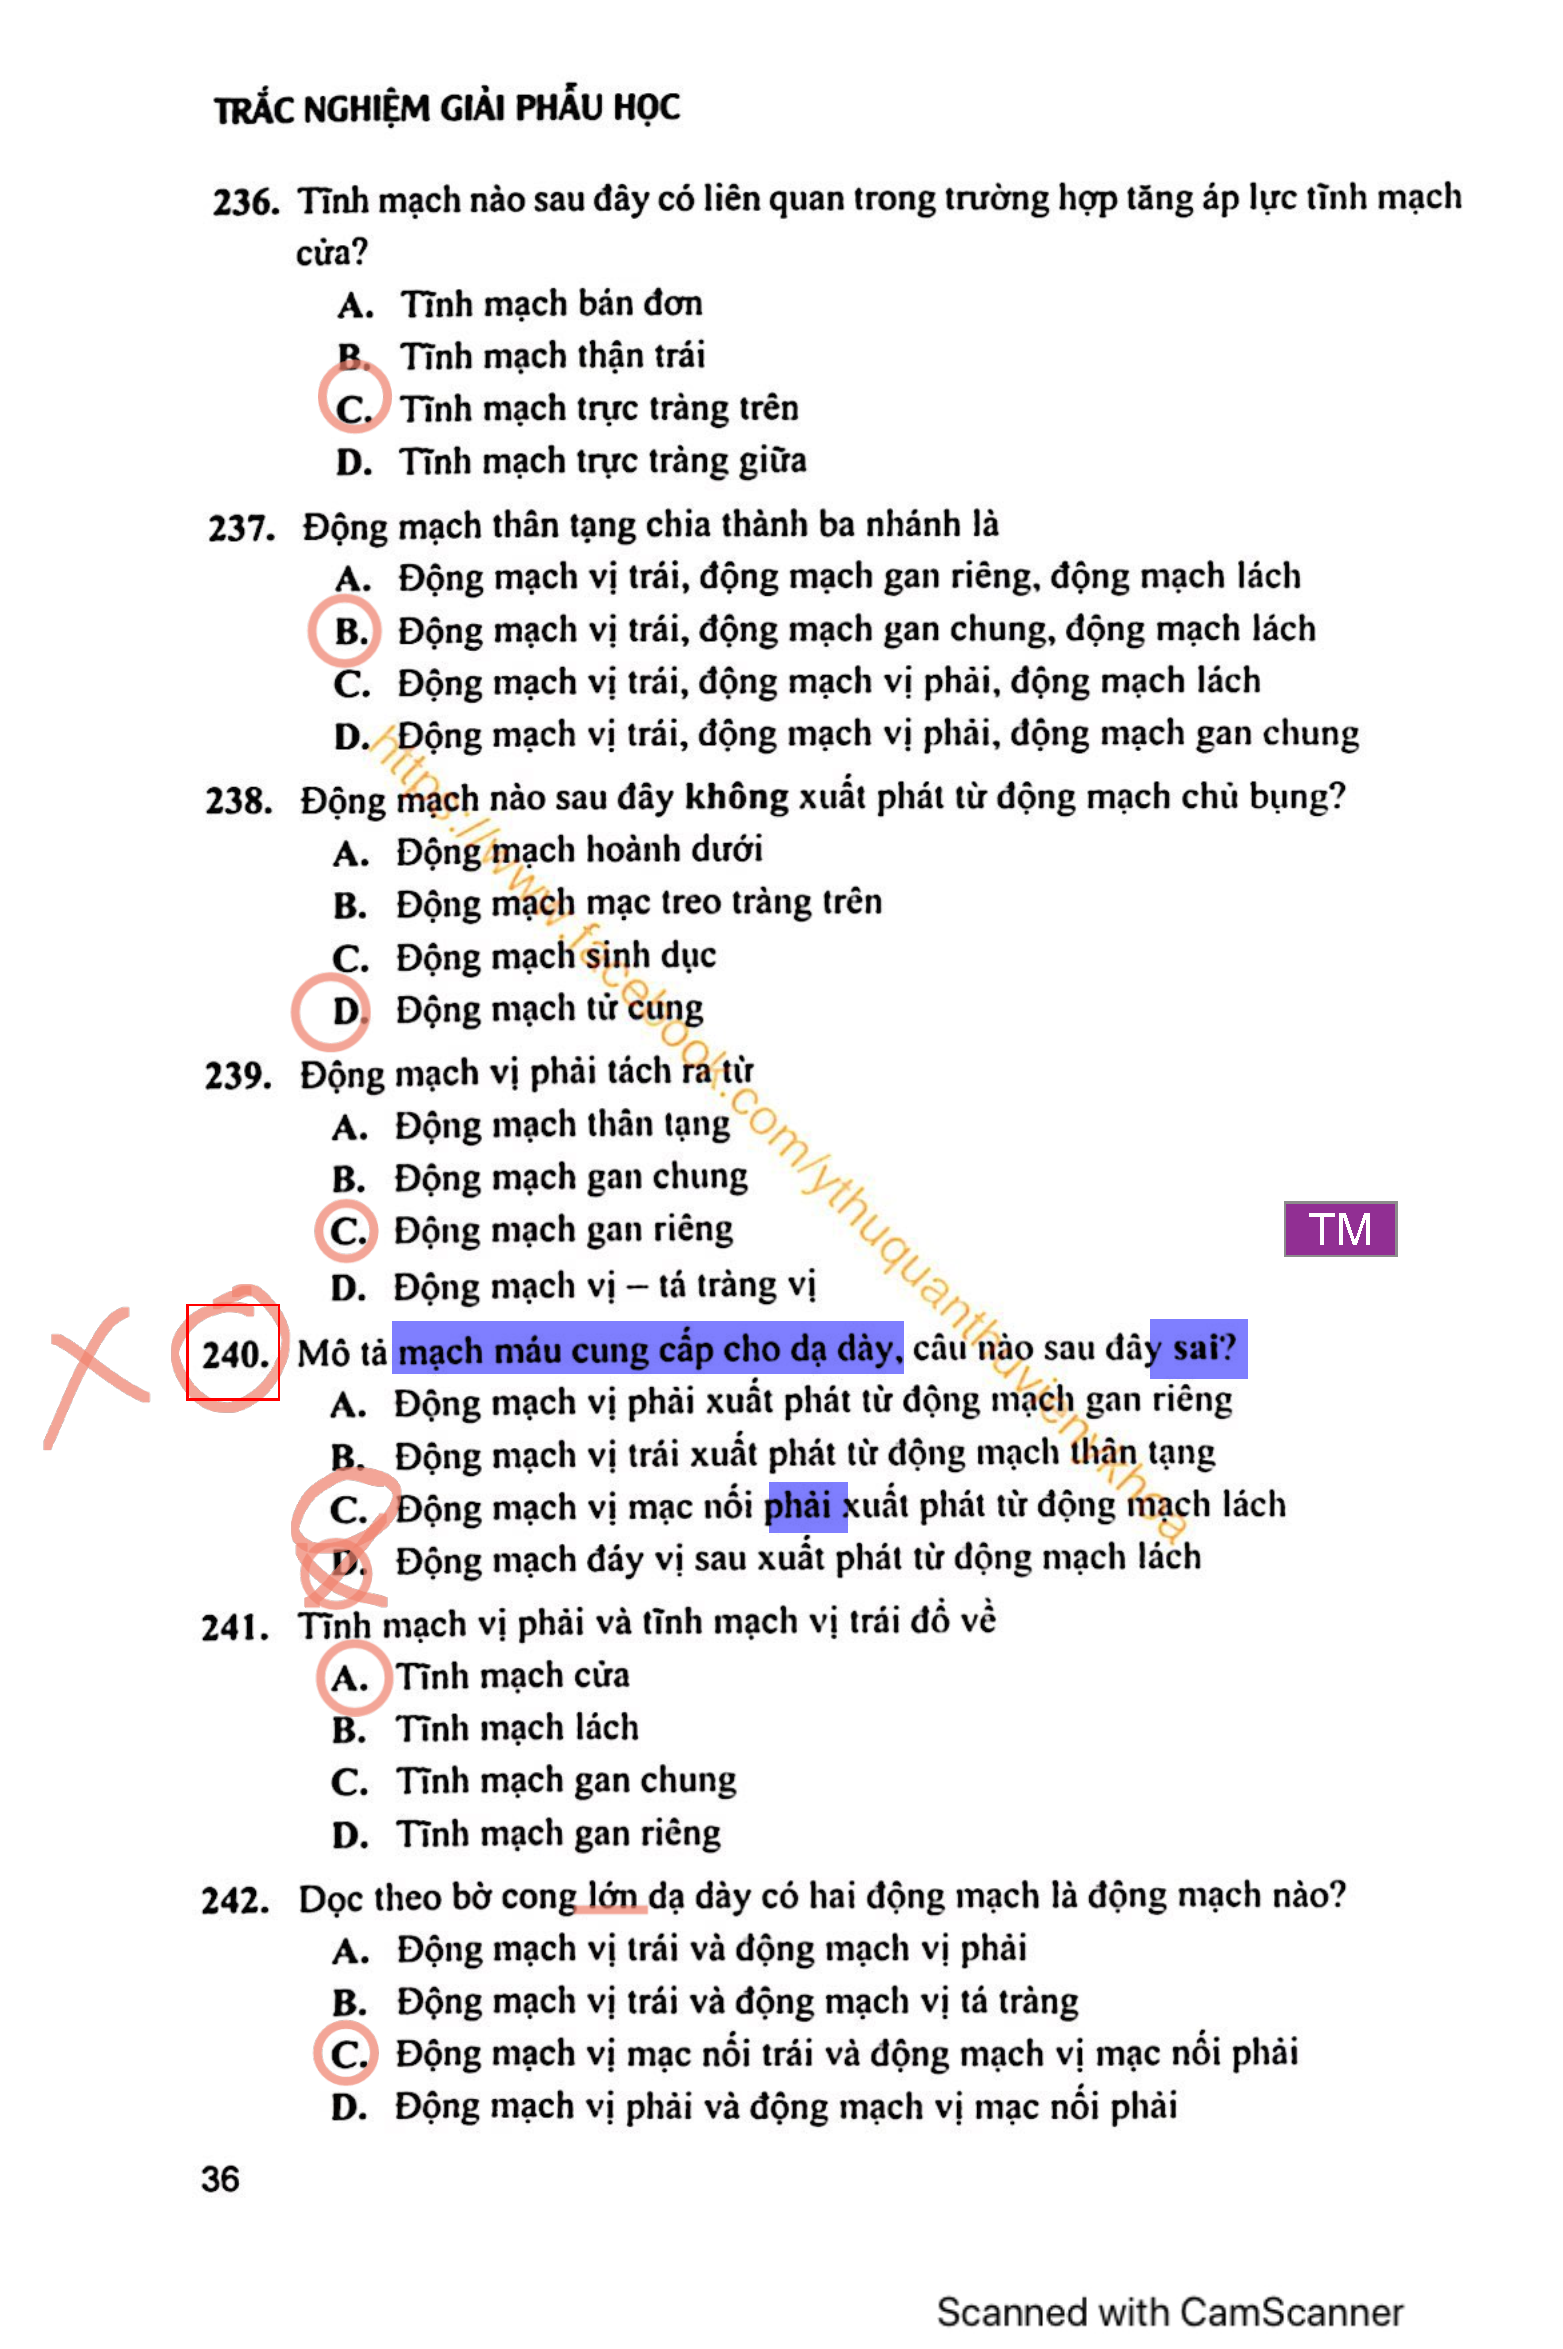 TRẮC NGHIỆM GIẢI PHẪU HỌC
236. Tĩnh mạch nào sau đây có liên quan trong trường hợp tăng áp lực tĩnh mạch
cửa?
A. Tĩnh mạch bán đơn
B. Tĩnh mạch thận trái
C. Tĩnh mạch trực tràng trên
D. Tĩnh mạch trực tràng giữa
237. Động mạch thân tạng chia thành ba nhánh là
A. Động mạch vị trái, động mạch gan riêng, động mạch lách
B. Động mạch vị trái, động mạch gan chung, động mạch lách
C. Động mạch vị trái, động mạch vị phải, động mạch lách
D. Động mạch vị trái, động mạch vị phải, động mạch gan chung
238. Động mạch nào sau đây không xuất phát từ động mạch chủ bụng?
A. Động mạch hoành dưới
B. Động mạch mạc treo tràng trên
C. Động mạch sinh dục
D. Động mạch tử cung
239. Động mạch vị phải tách ra từ
A. Động mạch thân tạng
B. Động mạch gan chung
C. Động mạch gan riêng
D. Động mạch vị – tá tràng vị
TM
240. Mô tả mạch máu cung cấp cho dạ dày, câu nào sau đây sai?
A. Động mạch vị phải xuất phát từ động mạch gan riêng
B. Động mạch vị trái xuất phát từ động mạch thân tạng
C. Động mạch vị mạc nối phải xuất phát từ động mạch lách
D. Động mạch đáy vị sau xuất phát từ động mạch lách
241. Tĩnh mạch vị phải và tĩnh mạch vị trái đổ về
A. Tĩnh mạch cửa
B. Tĩnh mạch lách
C. Tĩnh mạch gan chung
D. Tĩnh mạch gan riêng
242. Dọc theo bờ cong lớn dạ dày có hai động mạch là động mạch nào?
A. Động mạch vị trái và động mạch vị phải
B. Động mạch vị trái và động mạch vị tá tràng
C. Động mạch vị mạc nối trái và động mạch vị mạc nối phải
D. Động mạch vị phải và động mạch vị mạc nối phải
https://www.facebook.com/ythuquanthuvienykhoa
36
Scanned with CamScanner